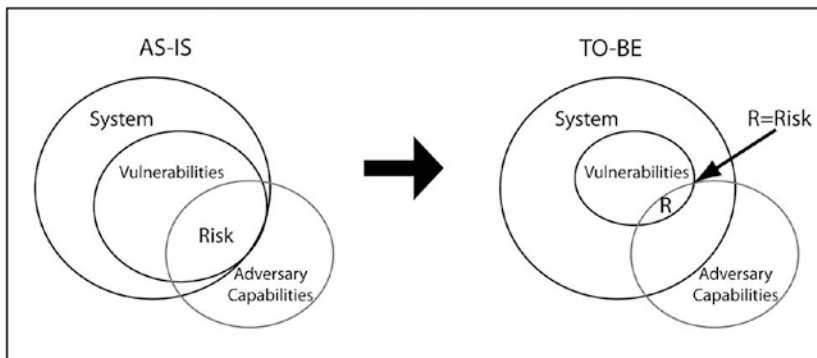 AS-IS
System
Vulnerabilities
Risk
Adversary
Capabilities
TO-BE
R=Risk
System
Vulnerabilities
R
Adversary
Capabilities